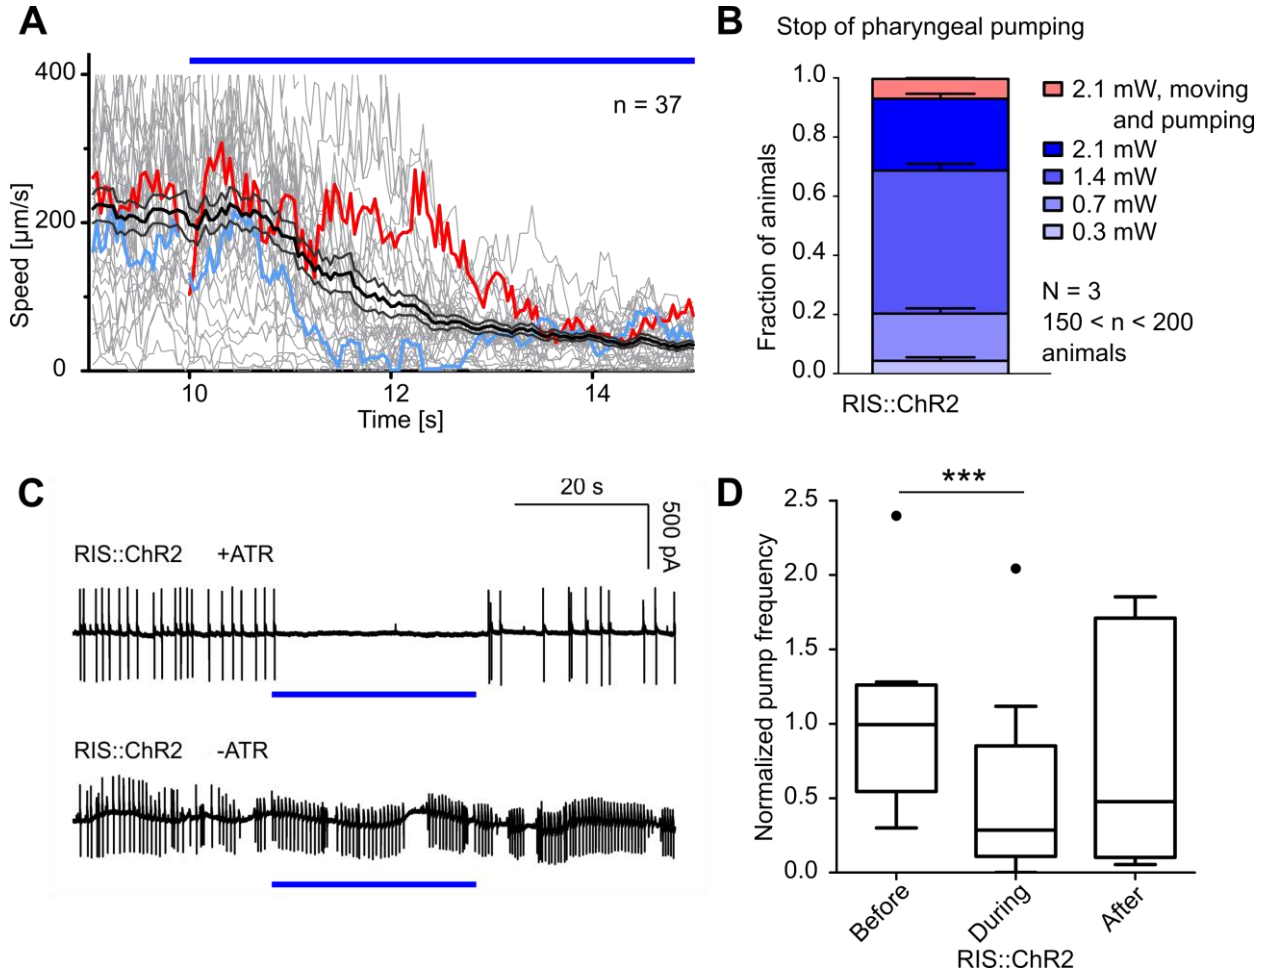 A
400
200
0
Speed [µm/s]
n = 37
10
12
14
Time [s]
B
Stop of pharyngeal pumping
1.0
0.8
0.6
0.4
0.2
0.0
Fraction of animals
RIS::ChR2
2.1 mW, moving
and pumping
2.1 mW
1.4 mW
0.7 mW
0.3 mW
N = 3
150 < n < 200
animals
C
20 s
500 pA
RIS::ChR2 +ATR
RIS::ChR2 -ATR
D
***
2.5
2.0
1.5
1.0
0.5
0.0
Normalized pump frequency
Before
During
After
RIS::ChR2